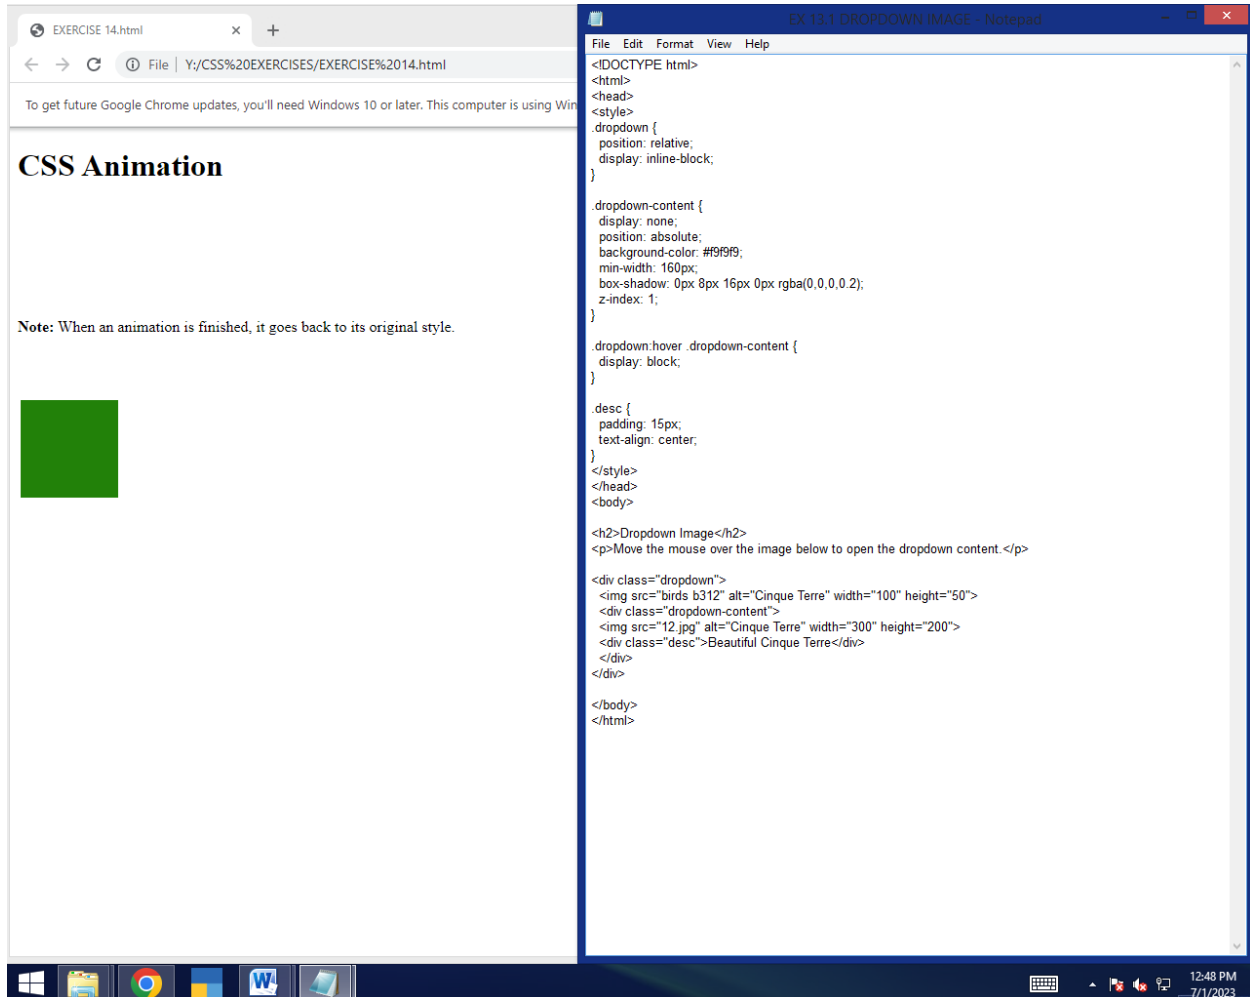 EXERCISE 14.html
File | Y:/CSS%20EXERCISES/EXERCISE%2014.html
To get future Google Chrome updates, you'll need Windows 10 or later. This computer is using Win
CSS Animation
Note: When an animation is finished, it goes back to its original style.
EX 13.1 DROPDOWN IMAGE - Notepad
File Edit Format View Help
<!DOCTYPE html>
<html>
<head>
<style>
.dropdown {
  position: relative;
  display: inline-block;
}

.dropdown-content {
  display: none;
  position: absolute;
  background-color: #f9f9f9;
  min-width: 160px;
  box-shadow: 0px 8px 16px 0px rgba(0,0,0,0.2);
  z-index: 1;
}

.dropdown:hover .dropdown-content {
  display: block;
}

.desc {
  padding: 15px;
  text-align: center;
}
</style>
</head>
<body>

<h2>Dropdown Image</h2>
<p>Move the mouse over the image below to open the dropdown content.</p>

<div class="dropdown">
  <img src="birds b312" alt="Cinque Terre" width="100" height="50">
  <div class="dropdown-content">
  <img src="12.jpg" alt="Cinque Terre" width="300" height="200">
  <div class="desc">Beautiful Cinque Terre</div>
  </div>
</div>

</body>
</html>
12:48 PM
7/1/2023